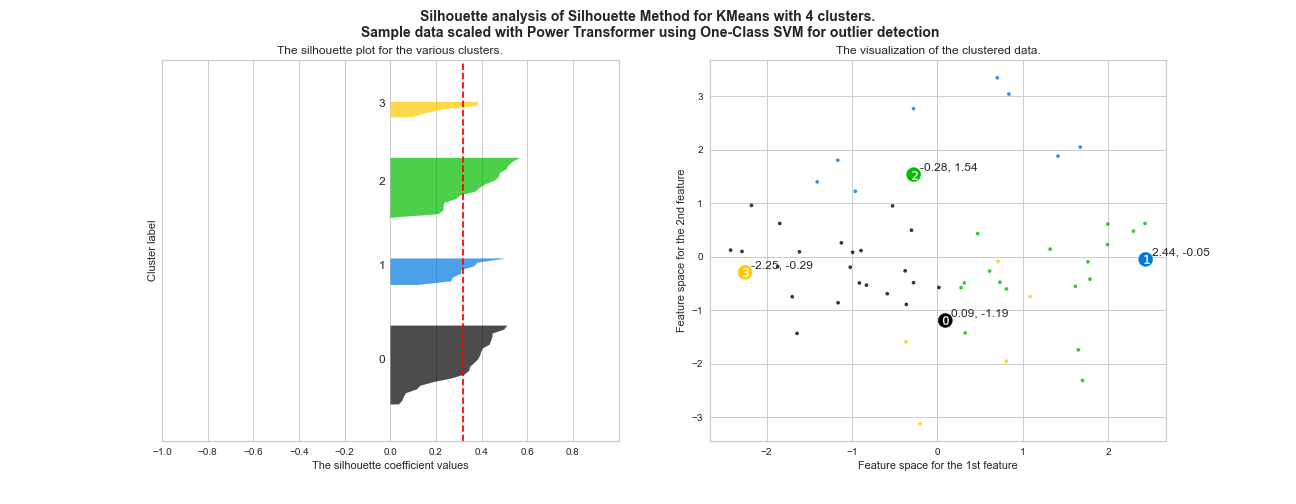 Silhouette analysis of Silhouette Method for KMeans with 4 clusters.
Sample data scaled with Power Transformer using One-Class SVM for outlier detection
The silhouette plot for the various clusters.
3
2
1
0
Cluster label
−1.0 −0.8 −0.6 −0.4 −0.2 0.0 0.2 0.4 0.6 0.8
The silhouette coefficient values
The visualization of the clustered data.
3
2
1
0
−1
−2
−3
Feature space for the 2nd feature
2 -0.28, 1.54
1 2.44, -0.05
3 -2.25, -0.29
0 0.09, -1.19
−2 −1 0 1 2
Feature space for the 1st feature